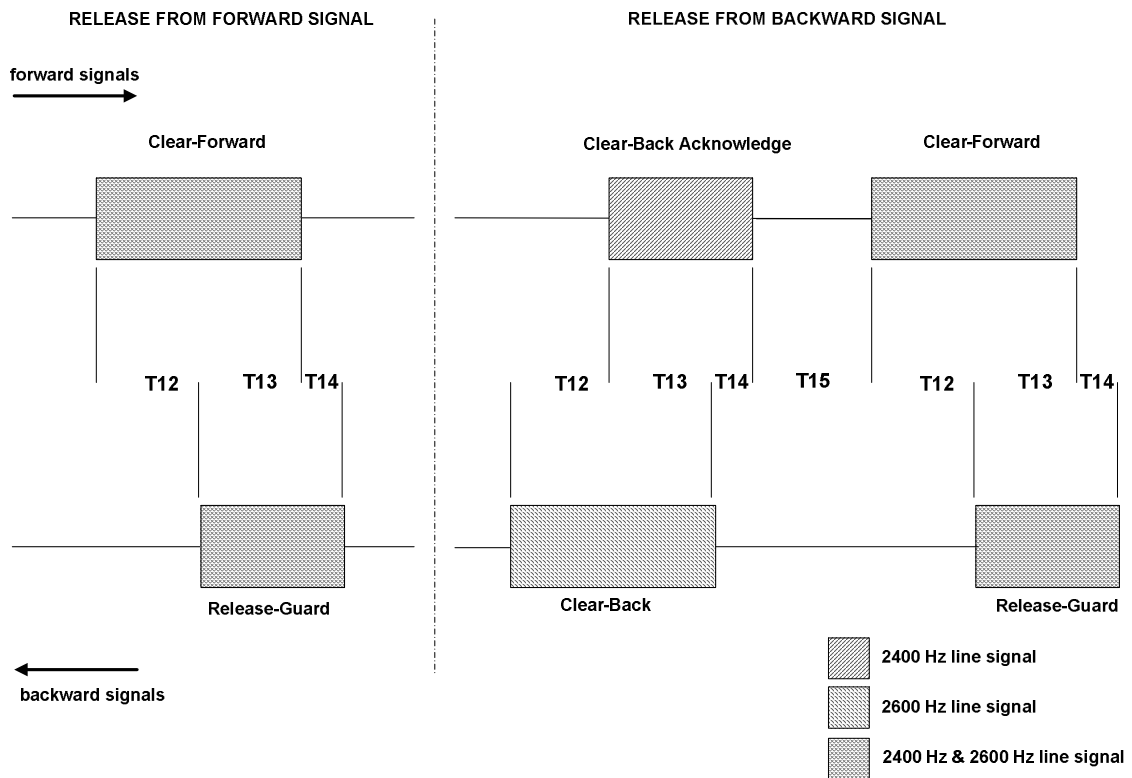 RELEASE FROM FORWARD SIGNAL
RELEASE FROM BACKWARD SIGNAL
forward signals
Clear-Forward
Clear-Back Acknowledge
Clear-Forward
T12 T13 T14
T12 T13 T14 T15 T12 T13 T14
Release-Guard
Clear-Back
Release-Guard
backward signals
2400 Hz line signal
2600 Hz line signal
2400 Hz & 2600 Hz line signal